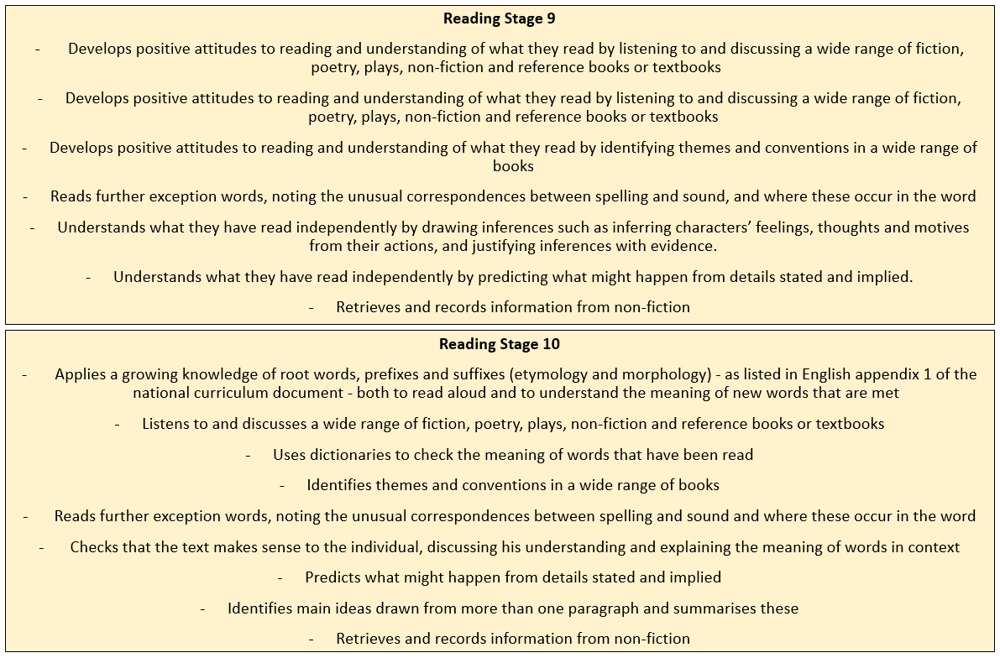 Reading Stage 9
- Develops positive attitudes to reading and understanding of what they read by listening to and discussing a wide range of fiction,
poetry, plays, non-fiction and reference books or textbooks
- Develops positive attitudes to reading and understanding of what they read by listening to and discussing a wide range of fiction,
poetry, plays, non-fiction and reference books or textbooks
- Develops positive attitudes to reading and understanding of what they read by identifying themes and conventions in a wide range of
books
- Reads further exception words, noting the unusual correspondences between spelling and sound, and where these occur in the word
- Understands what they have read independently by drawing inferences such as inferring characters’ feelings, thoughts and motives
from their actions, and justifying inferences with evidence.
- Understands what they have read independently by predicting what might happen from details stated and implied.
- Retrieves and records information from non-fiction
Reading Stage 10
- Applies a growing knowledge of root words, prefixes and suffixes (etymology and morphology) - as listed in English appendix 1 of the
national curriculum document - both to read aloud and to understand the meaning of new words that are met
- Listens to and discusses a wide range of fiction, poetry, plays, non-fiction and reference books or textbooks
- Uses dictionaries to check the meaning of words that have been read
- Identifies themes and conventions in a wide range of books
- Reads further exception words, noting the unusual correspondences between spelling and sound and where these occur in the word
- Checks that the text makes sense to the individual, discussing his understanding and explaining the meaning of words in context
- Predicts what might happen from details stated and implied
- Identifies main ideas drawn from more than one paragraph and summarises these
- Retrieves and records information from non-fiction